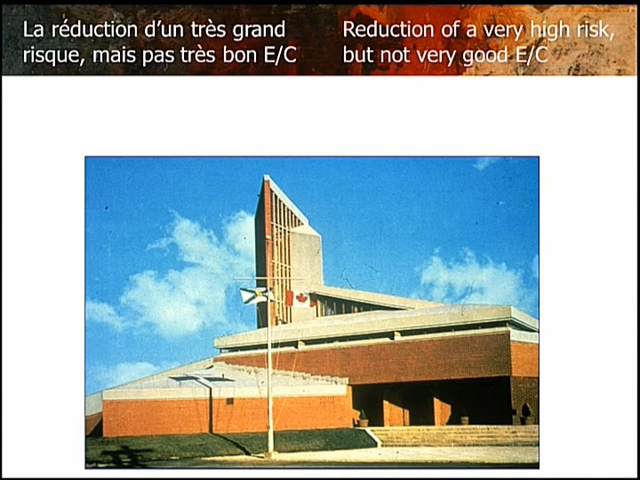 La réduction d'un très grand
risque, mais pas très bon E/C
Reduction of a very high risk,
but not very good E/C